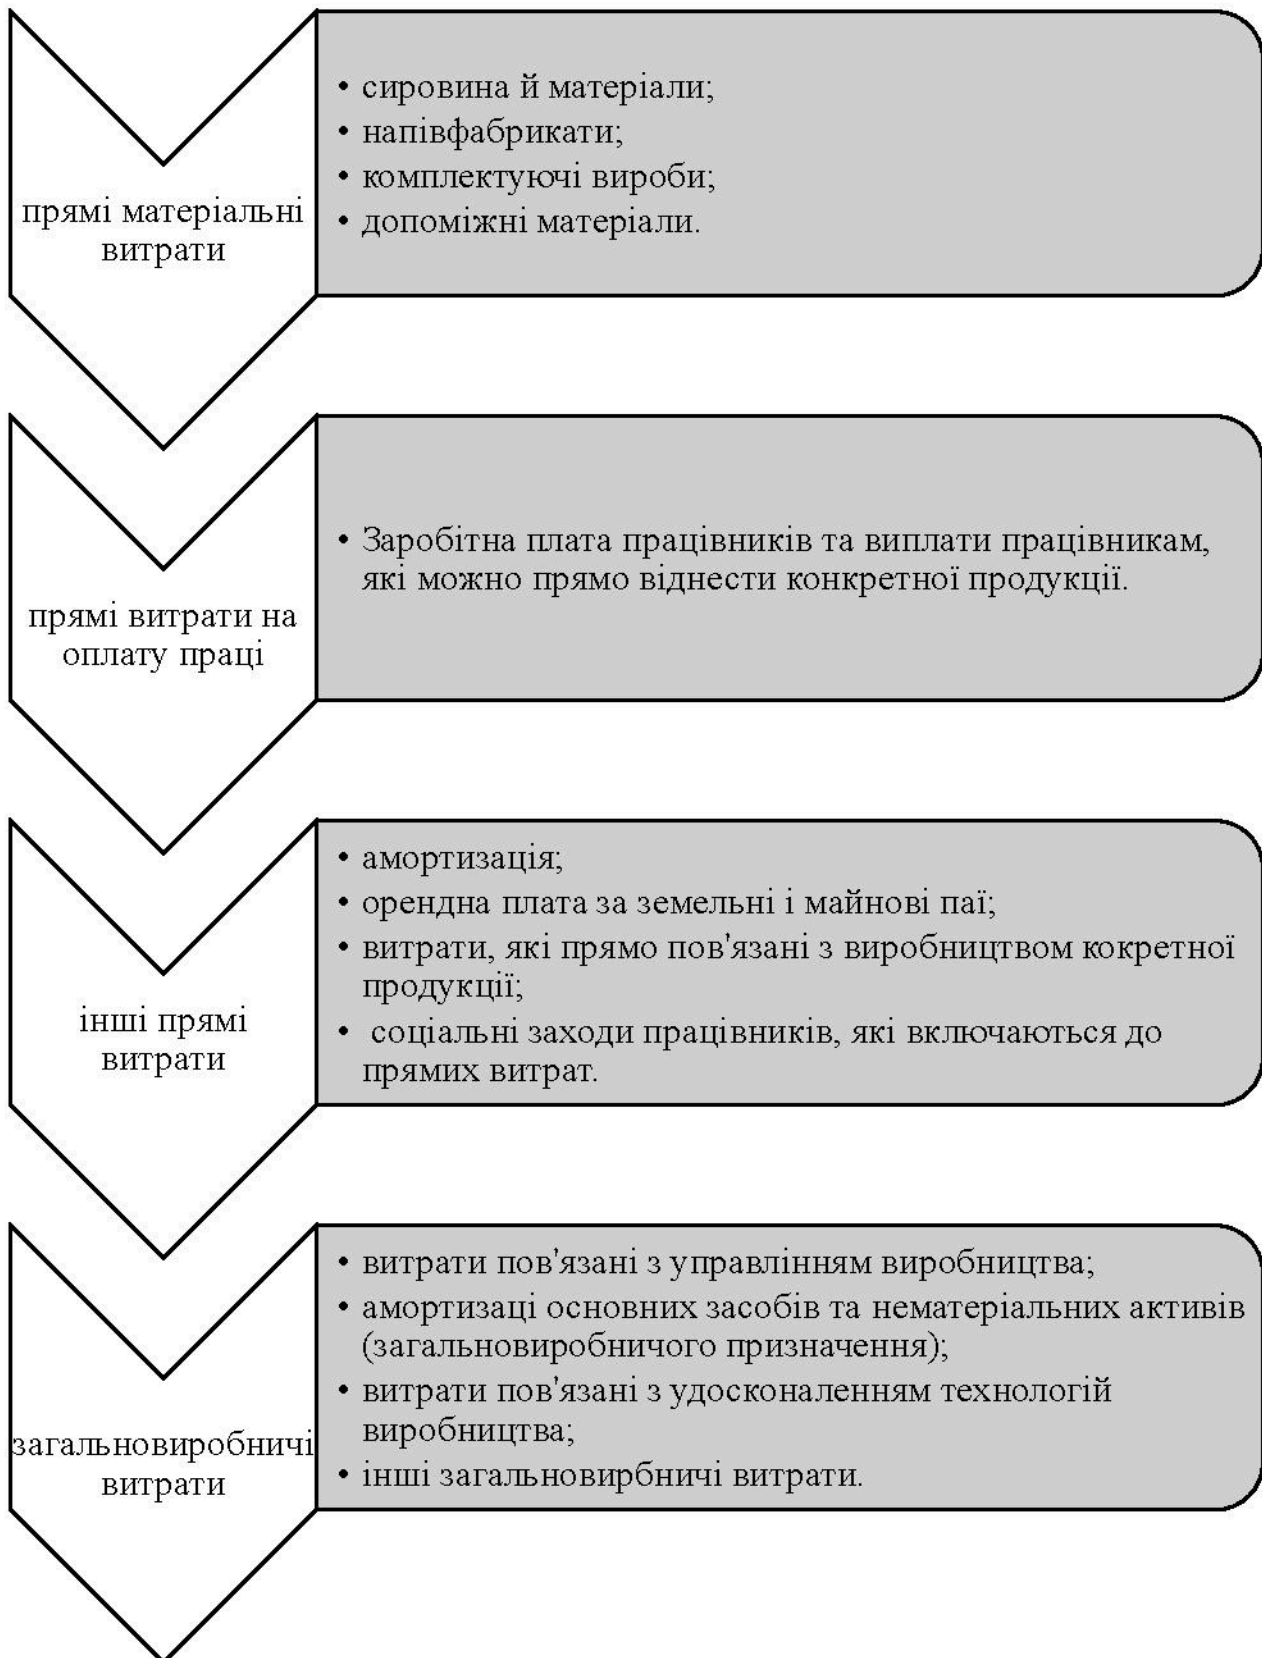 прямі матеріальні
витрати
• сировина й матеріали;
• напівфабрикати;
• комплектуючі вироби;
• допоміжні матеріали.
прямі витрати на
оплату праці
• Заробітна плата працівників та виплати працівникам,
які можно прямо віднести конкретної продукції.
інші прямі
витрати
• амортизація;
• орендна плата за земельні і майнові паї;
• витрати, які прямо пов'язані з виробництвом кокретної
продукції;
• соціальні заходи працівників, які включаються до
прямих витрат.
загальновиробничі
витрати
• витрати пов'язані з управлінням виробництва;
• амортизаці основних засобів та нематеріальних активів
(загальновиробничого призначення);
• витрати пов'язані з удосконаленням технологій
виробництва;
• інші загальновирбничі витрати.